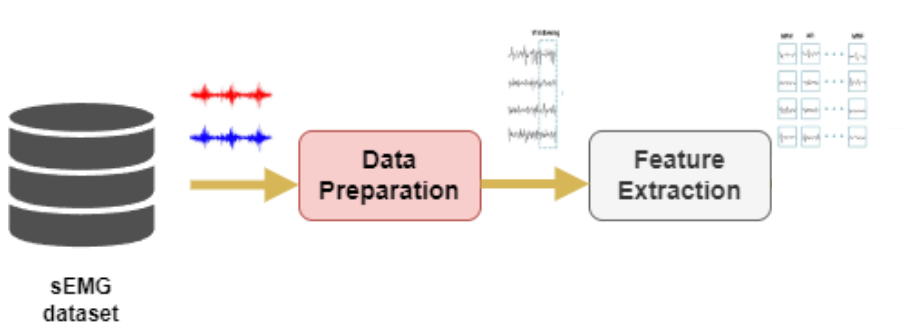 Data
Preparation
Feature
Extraction
sEMG
dataset